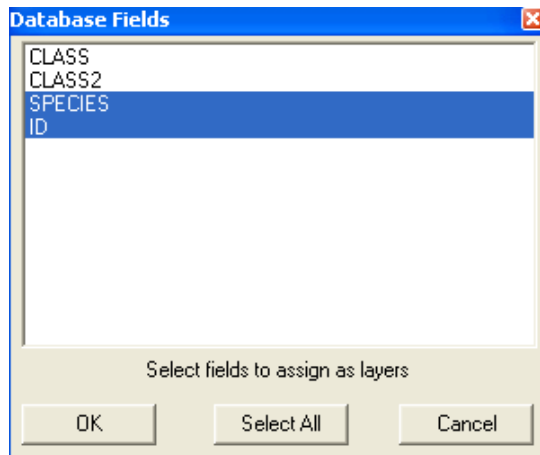 Database Fields
CLASS
CLASS2
SPECIES
ID
Select fields to assign as layers
OK Select All Cancel